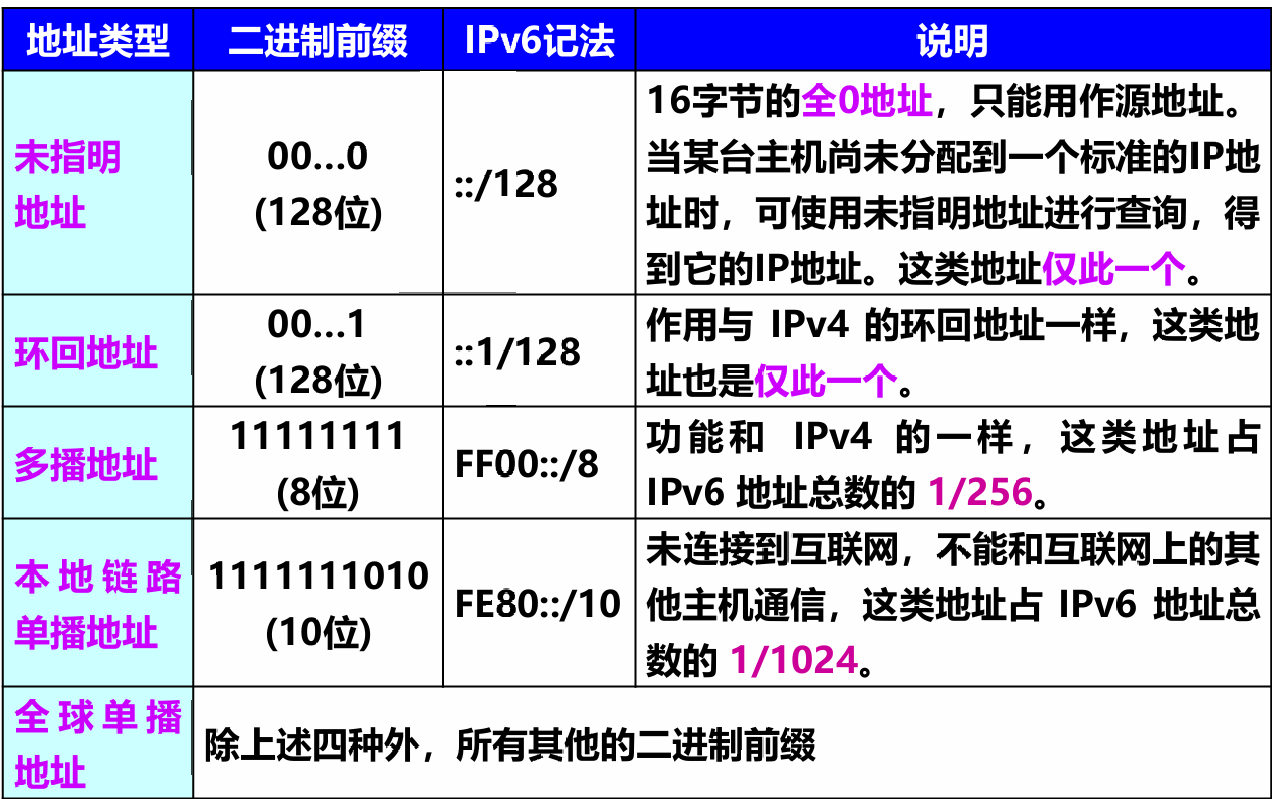 地址类型 二进制前缀 IPv6记法 说明
未指明
地址
00…0
(128位)
::/128
16字节的全0地址，只能用作源地址。
当某台主机尚未分配到一个标准的IP地
址时，可使用未指明地址进行查询，得
到它的IP地址。这类地址仅此一个。
环回地址
00…1
(128位)
::1/128
作用与 IPv4 的环回地址一样，这类地
址也是仅此一个。
多播地址
11111111
(8位)
FF00::/8
功能和 IPv4 的一样，这类地址占
IPv6 地址总数的 1/256。
本地链路
单播地址
1111111010
(10位)
FE80::/10
未连接到互联网，不能和互联网上的其
他主机通信，这类地址占 IPv6 地址总
数的 1/1024。
全球单播
地址
除上述四种外，所有其他的二进制前缀